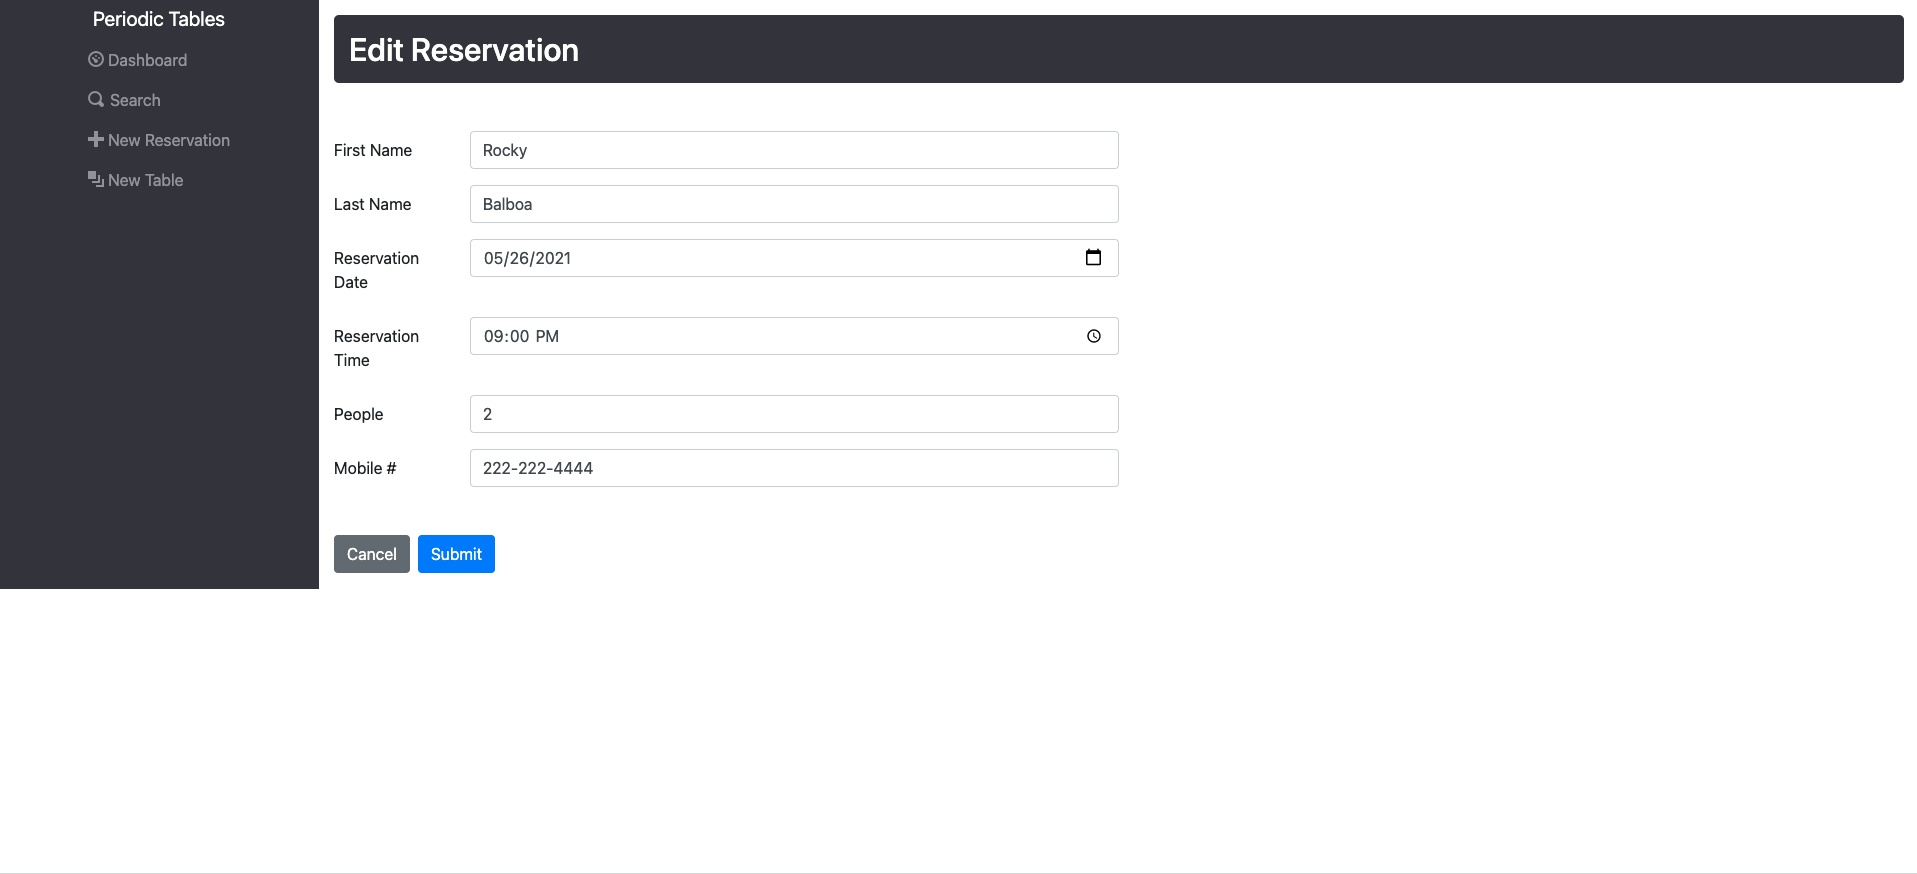 Periodic Tables
Dashboard
Search
New Reservation
New Table
Edit Reservation
First Name
Rocky
Last Name
Balboa
Reservation
Date
05/26/2021
Reservation
Time
09:00 PM
People
2
Mobile #
222-222-4444
Cancel
Submit